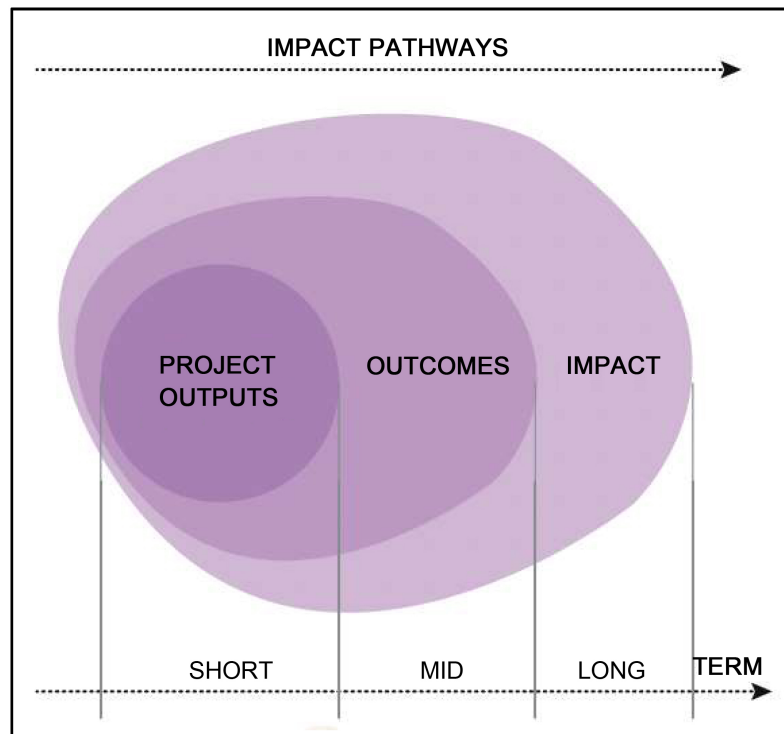 IMPACT PATHWAYS
PROJECT
OUTPUTS
OUTCOMES
IMPACT
SHORT
MID
LONG
TERM